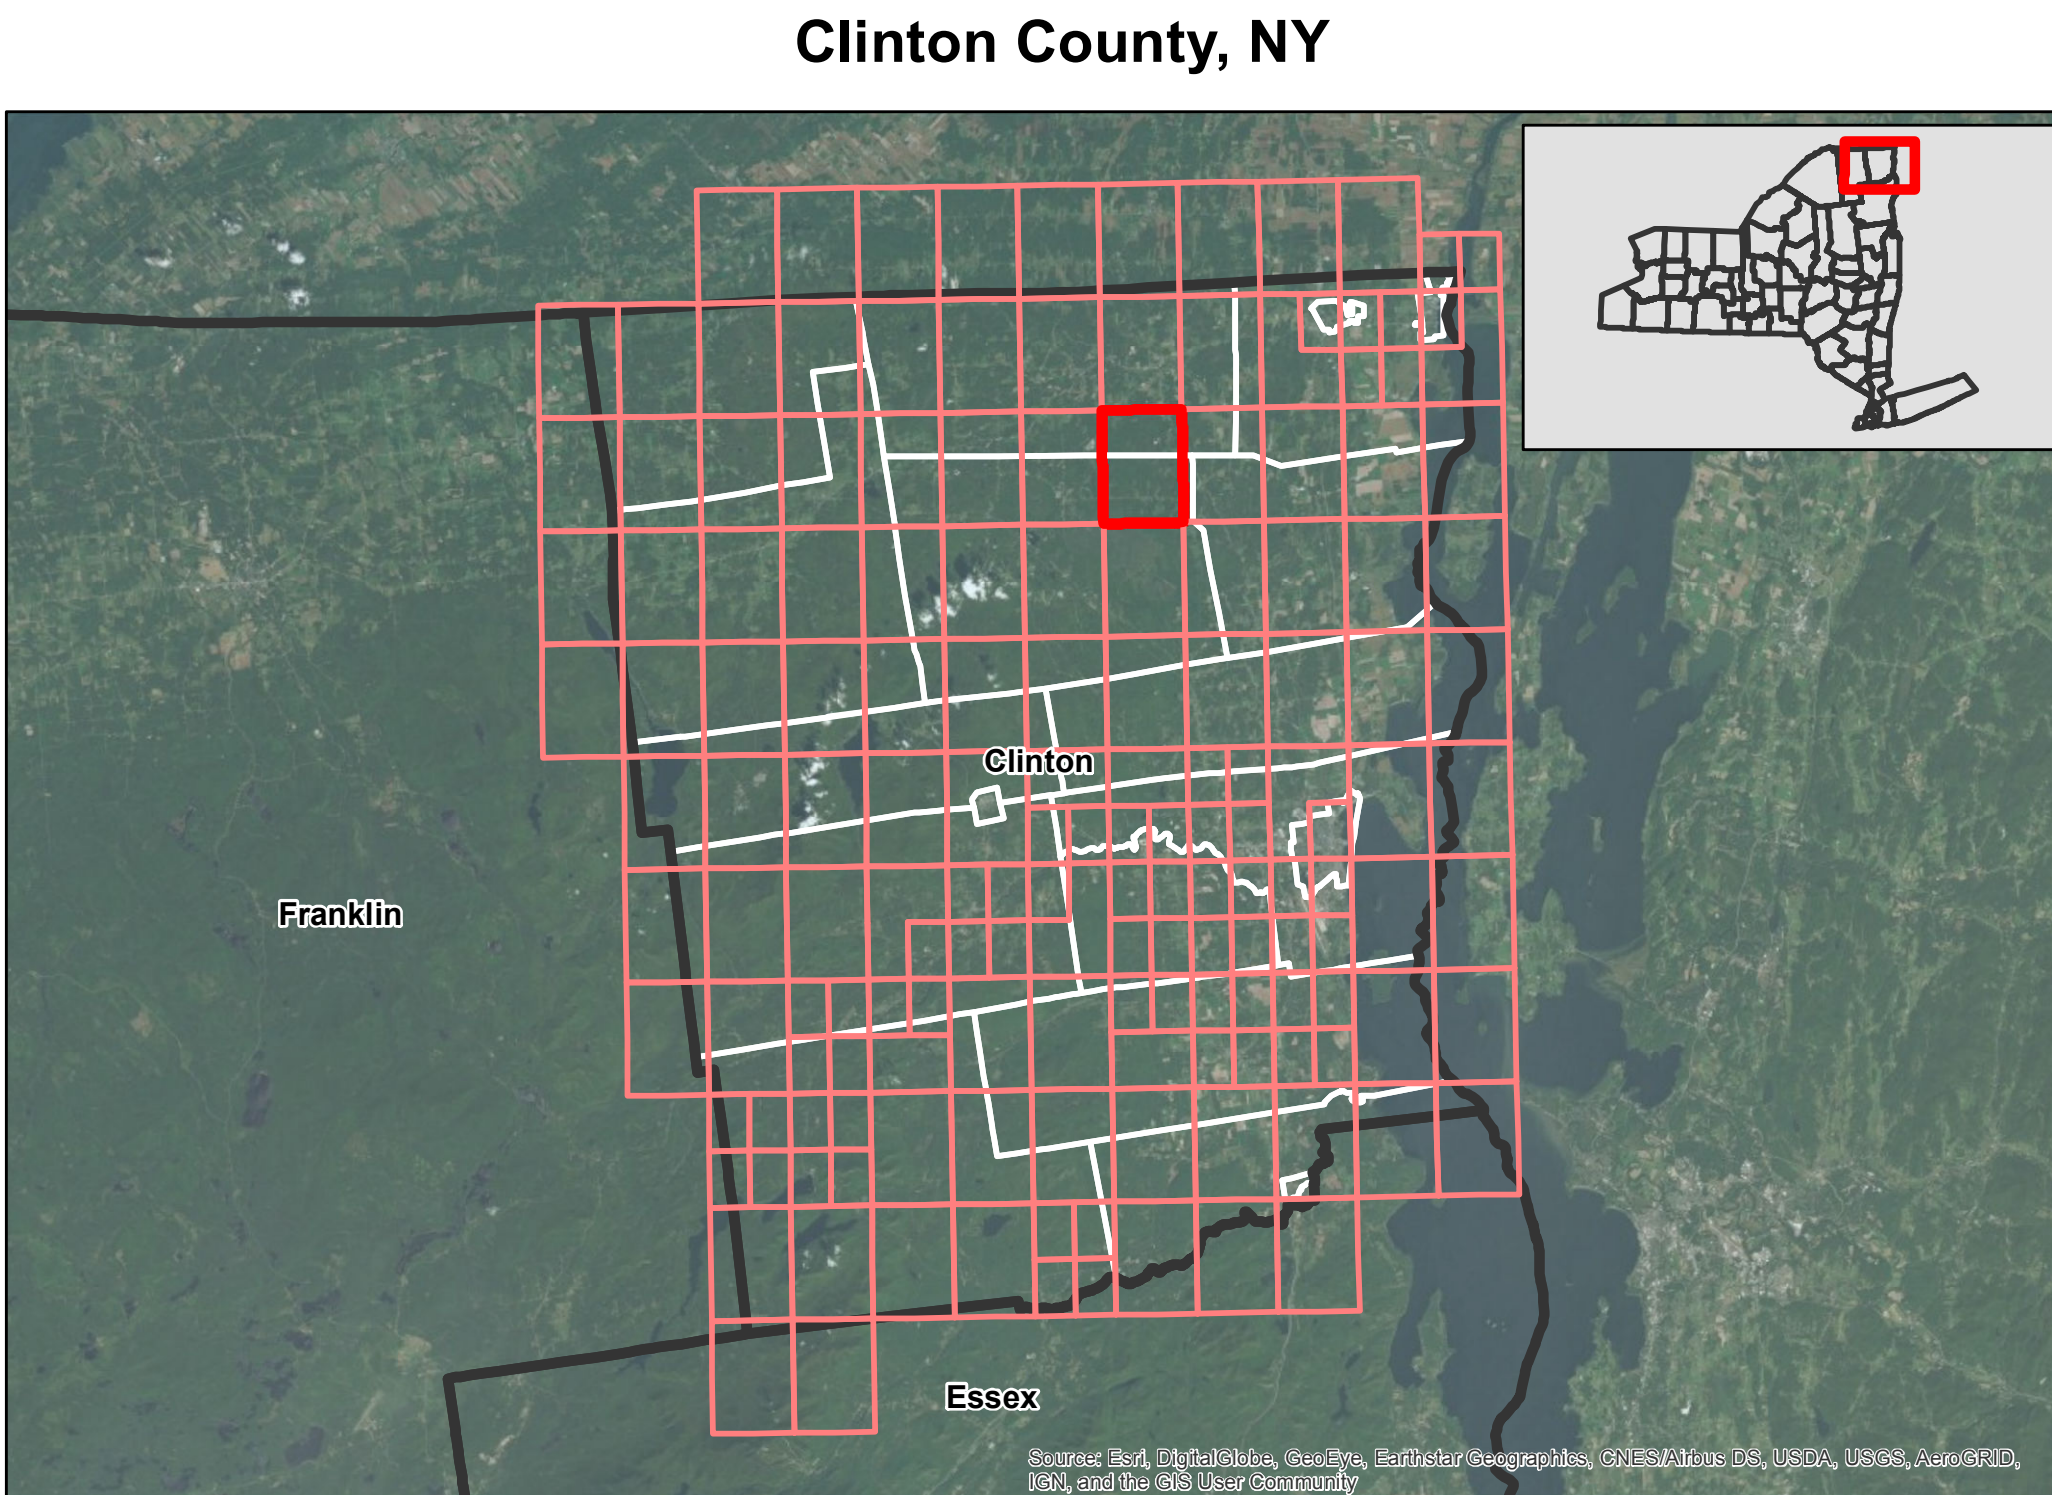 Clinton County, NY
Clinton
Franklin
Essex
Source: Esri, DigitalGlobe, GeoEye, Earthstar Geographics, CNES/Airbus DS, USDA, USGS, AeroGRID,
IGN, and the GIS User Community